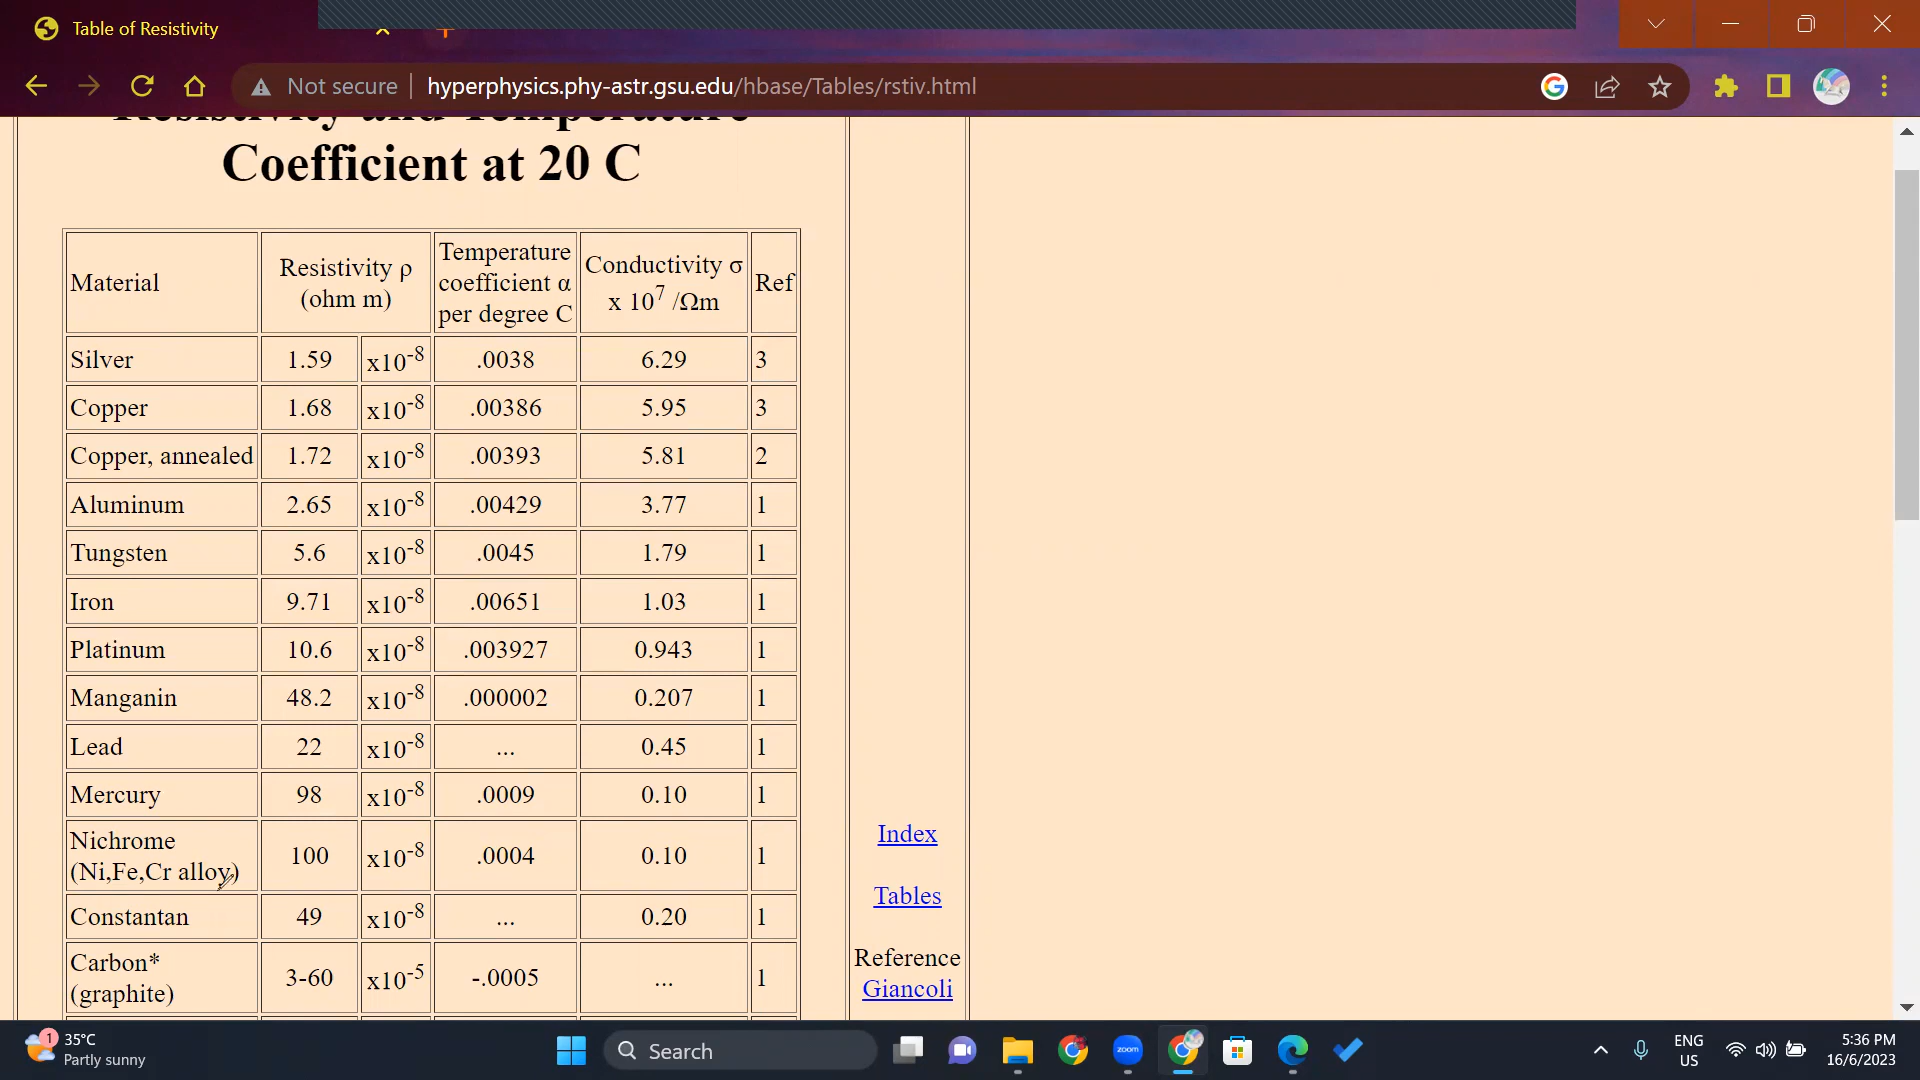 Table of Resistivity
Not secure
hyperphysics.phy-astr.gsu.edu/hbase/Tables/rstiv.html
Resistivity and Temperature
Coefficient at 20 C
Material
Resistivity ρ
(ohm m)
Temperature
coefficient α
per degree C
Conductivity σ
x 10⁷ /Ωm
Ref
Silver 1.59 x10⁻⁸ .0038 6.29 3
Copper 1.68 x10⁻⁸ .00386 5.95 3
Copper, annealed 1.72 x10⁻⁸ .00393 5.81 2
Aluminum 2.65 x10⁻⁸ .00429 3.77 1
Tungsten 5.6 x10⁻⁸ .0045 1.79 1
Iron 9.71 x10⁻⁸ .00651 1.03 1
Platinum 10.6 x10⁻⁸ .003927 0.943 1
Manganin 48.2 x10⁻⁸ .000002 0.207 1
Lead 22 x10⁻⁸ ... 0.45 1
Mercury 98 x10⁻⁸ .0009 0.10 1
Nichrome
(Ni,Fe,Cr alloy) 100 x10⁻⁸ .0004 0.10 1
Constantan 49 x10⁻⁸ ... 0.20 1
Carbon*
(graphite) 3-60 x10⁻⁵ -.0005 ... 1
Index
Tables
Reference
Giancoli
1
35°C
Partly sunny
Search
zoom
ENG
US
5:36 PM
16/6/2023